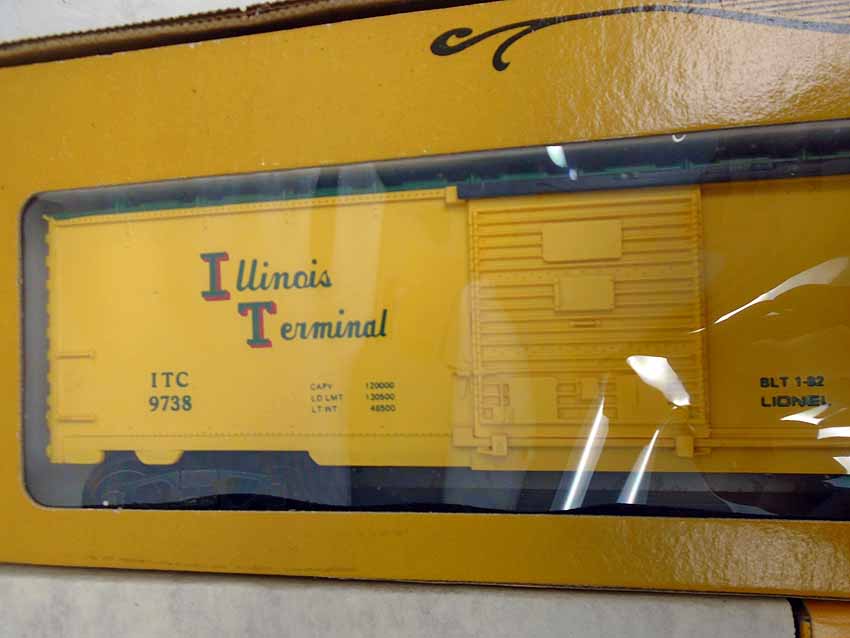 Illinois
Terminal
ITC
9738
CAPY 120000
LD LMT 130500
LT WT 48500
BLT 1-82
LIONEL